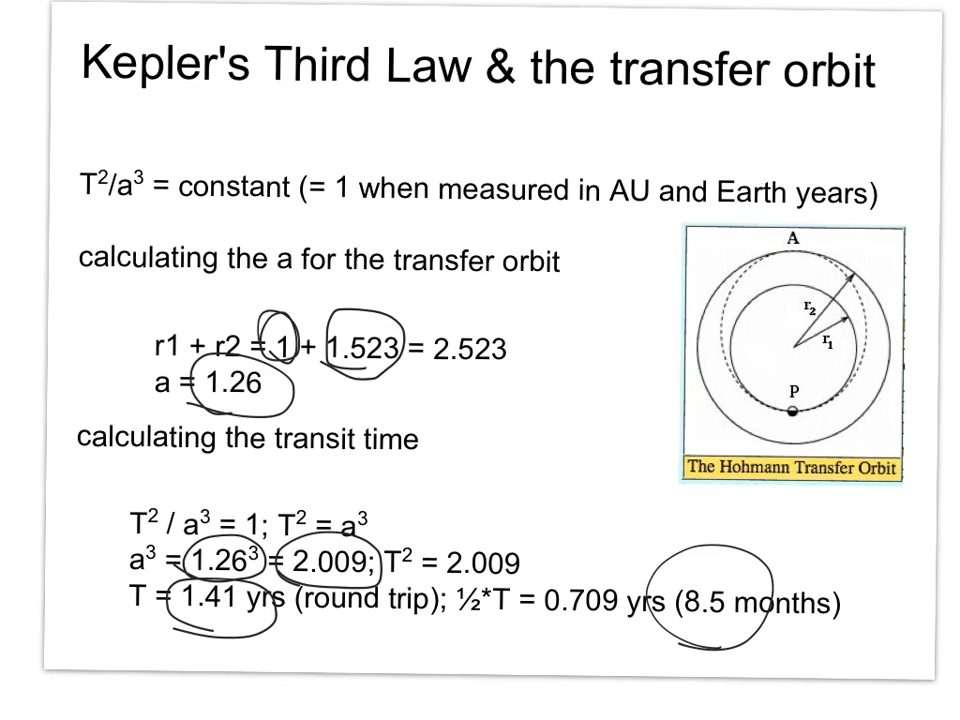 Kepler's Third Law & the transfer orbit
T²/a³ = constant (= 1 when measured in AU and Earth years)
calculating the a for the transfer orbit
r1 + r2 = 1 + 1.523 = 2.523
a = 1.26
calculating the transit time
T² / a³ = 1; T² = a³
a³ = 1.26³ = 2.009; T² = 2.009
T = 1.41 yrs (round trip); ½*T = 0.709 yrs (8.5 months)
A
r₂
r₁
P
The Hohmann Transfer Orbit